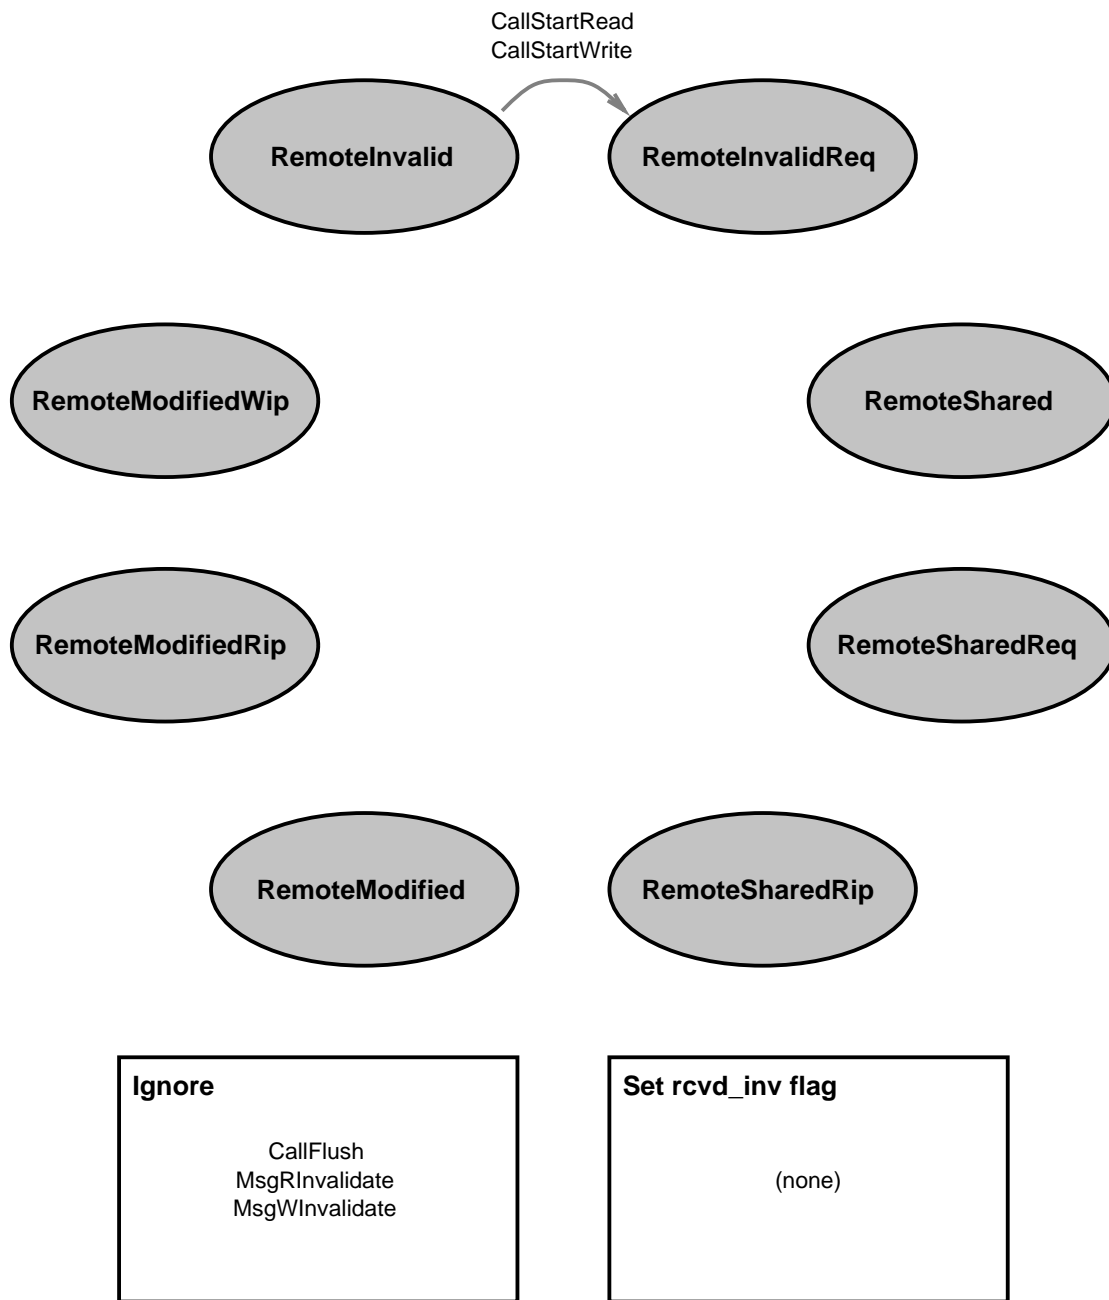 CallStartRead
CallStartWrite
RemoteInvalid
RemoteInvalidReq
RemoteModifiedWip
RemoteShared
RemoteModifiedRip
RemoteSharedReq
RemoteModified
RemoteSharedRip
Ignore
CallFlush
MsgRInvalidate
MsgWInvalidate
Set rcvd_inv flag
(none)